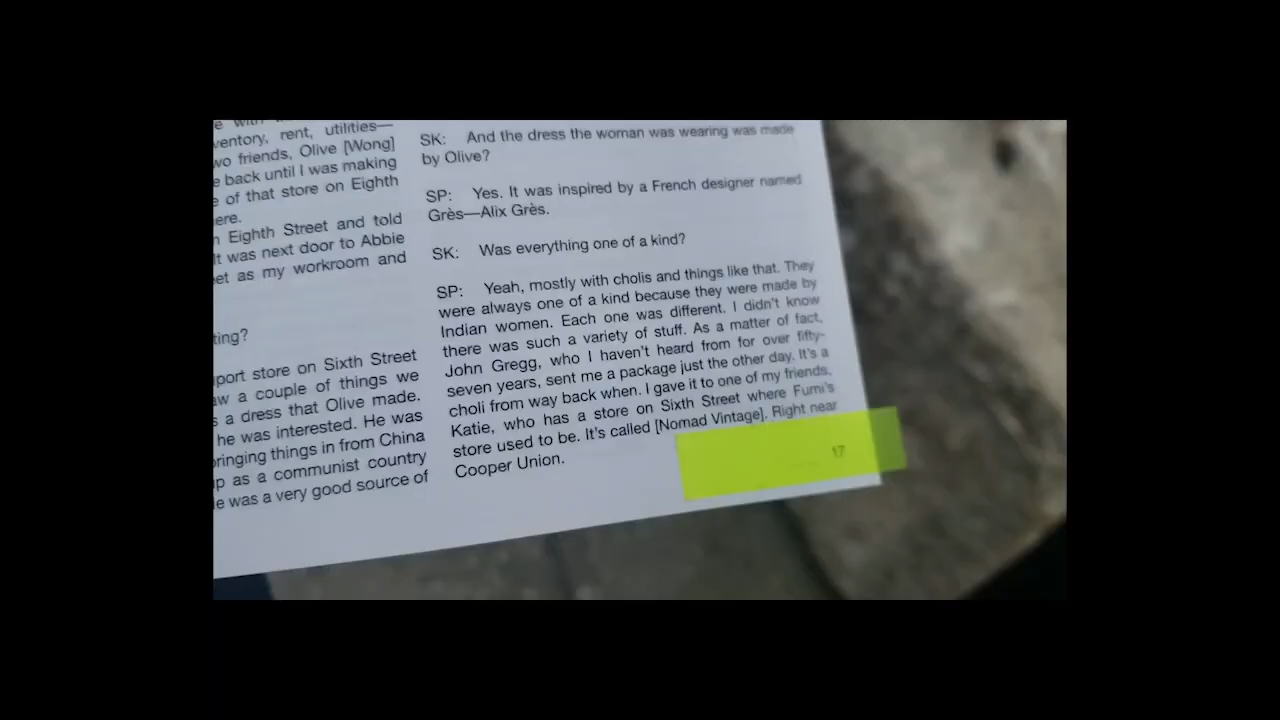 e with
ventory, rent, utilities—
wo friends, Olive [Wong]
e back until I was making
e of that store on Eighth
ere.
n Eighth Street and told
It was next door to Abbie
et as my workroom and
ting?
port store on Sixth Street
aw a couple of things we
s a dress that Olive made.
he was interested. He was
bringing things in from China
p as a communist country
e was a very good source of
SK: And the dress the woman was wearing was made
by Olive?
SP: Yes. It was inspired by a French designer named
Grès—Alix Grès.
SK: Was everything one of a kind?
SP: Yeah, mostly with cholis and things like that. They
were always one of a kind because they were made by
Indian women. Each one was different. I didn't know
there was such a variety of stuff. As a matter of fact,
John Gregg, who I haven't heard from for over fifty-
seven years, sent me a package just the other day. It's a
choli from way back when. I gave it to one of my friends,
Katie, who has a store on Sixth Street where Fumi's
store used to be. It's called [Nomad Vintage]. Right near
Cooper Union.
17